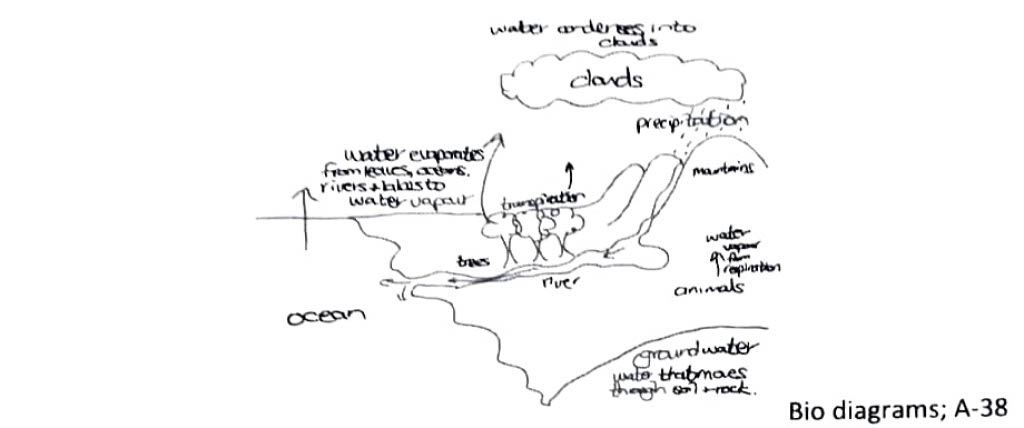 water condenses into
clouds
clouds
precipitation
water evaporates
from leaves, oceans,
rivers + lakes to
water vapour
transpiration
mountains
trees
river
water
vapour
from
respiration
animals
ocean
groundwater
water that moves
through soil + rock.
Bio diagrams; A-38